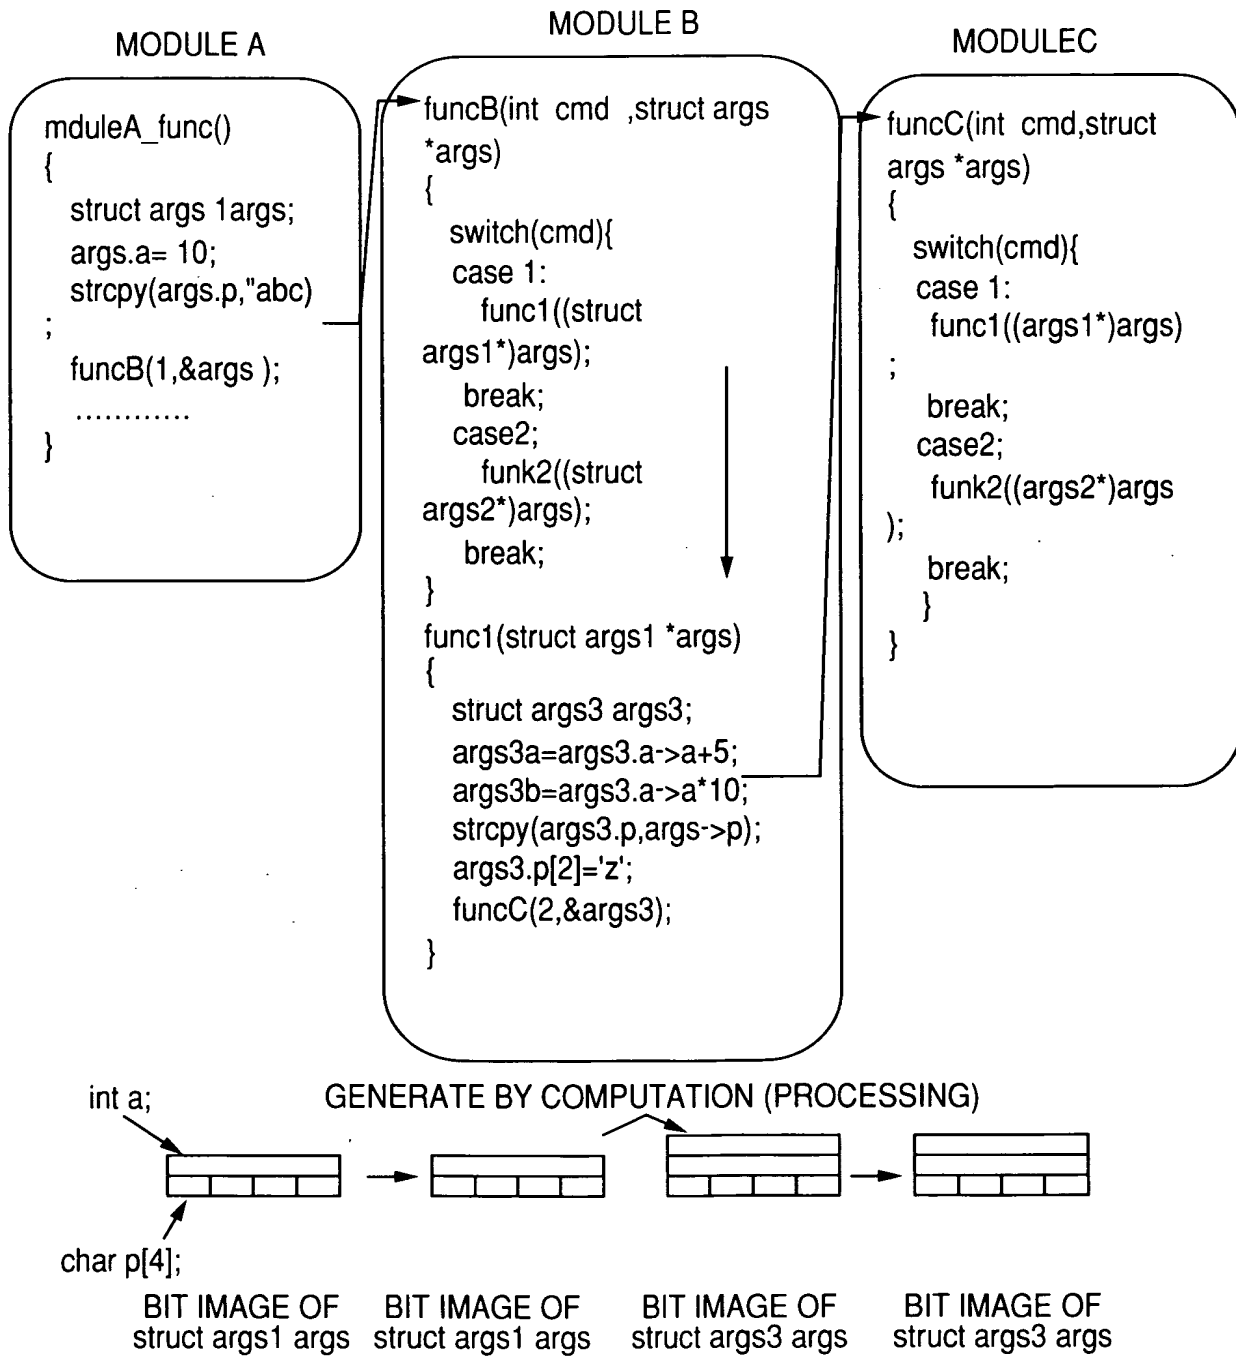 MODULE A
mduleA_func()
{
struct args 1args;
args.a= 10;
strcpy(args.p,"abc)
;
funcB(1,&args );
............
}
MODULE B
funcB(int cmd ,struct args
*args)
{
switch(cmd){
case 1:
func1((struct
args1*)args);
break;
case2;
funk2((struct
args2*)args);
break;
}
func1(struct args1 *args)
{
struct args3 args3;
args3a=args3.a->a+5;
args3b=args3.a->a*10;
strcpy(args3.p,args->p);
args3.p[2]='z';
funcC(2,&args3);
}
MODULEC
funcC(int cmd,struct
args *args)
{
switch(cmd){
case 1:
func1((args1*)args)
;
break;
case2;
funk2((args2*)args
);
break;
}
}
int a;
GENERATE BY COMPUTATION (PROCESSING)
char p[4];
BIT IMAGE OF
struct args1 args
BIT IMAGE OF
struct args1 args
BIT IMAGE OF
struct args3 args
BIT IMAGE OF
struct args3 args